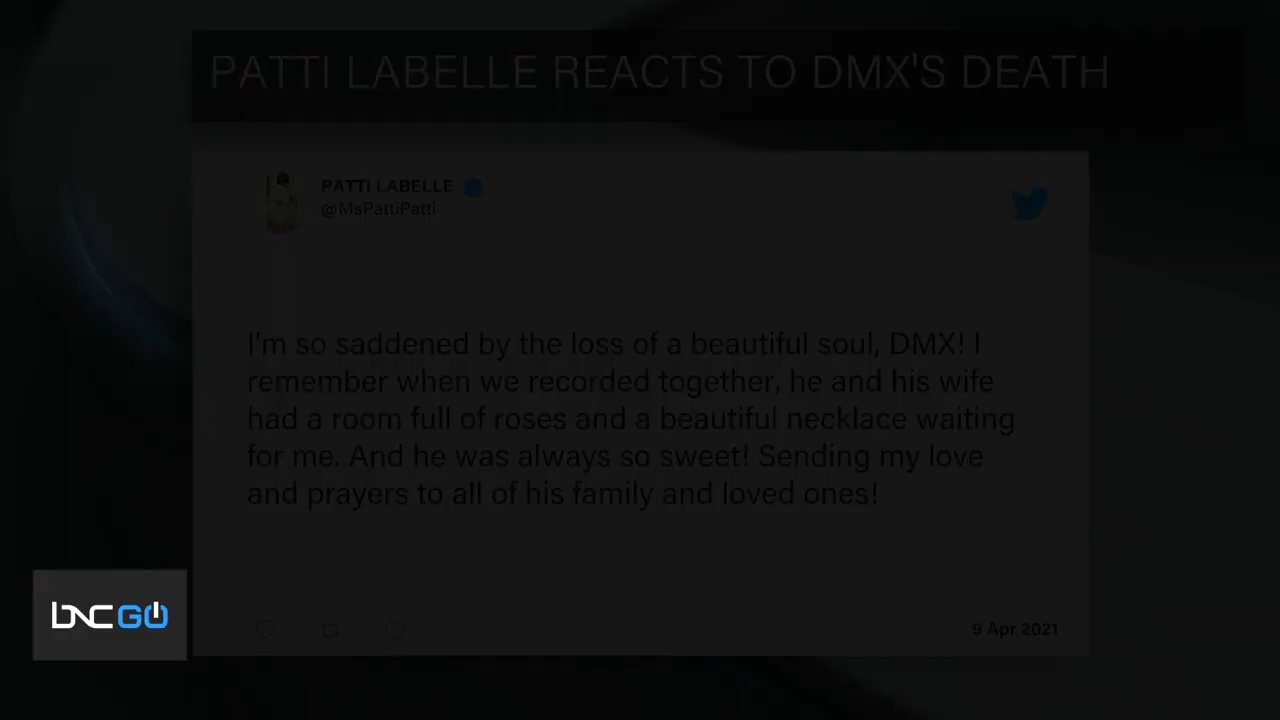 PATTI LABELLE REACTS TO DMX'S DEATH
PATTI LABELLE
@MsPattiPatti
I'm so saddened by the loss of a beautiful soul, DMX! I
remember when we recorded together, he and his wife
had a room full of roses and a beautiful necklace waiting
for me. And he was always so sweet! Sending my love
and prayers to all of his family and loved ones!
BNC GO
9 Apr 2021